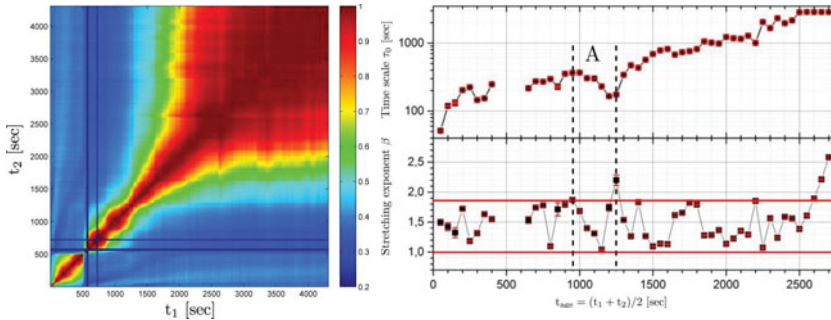 4000
3500
3000
2500
2000
1500
1000
500
t₂ [sec]
500 1000 1500 2000 2500 3000 3500 4000
t₁ [sec]
1
0.9
0.8
0.7
0.6
0.5
0.4
0.3
0.2
Time scale τ₀ [sec]
1000
100
A
Stretching exponent β
2,5
2,0
1,5
1,0
0 500 1000 1500 2000 2500
t_age = (t₁ + t₂)/2 [sec]